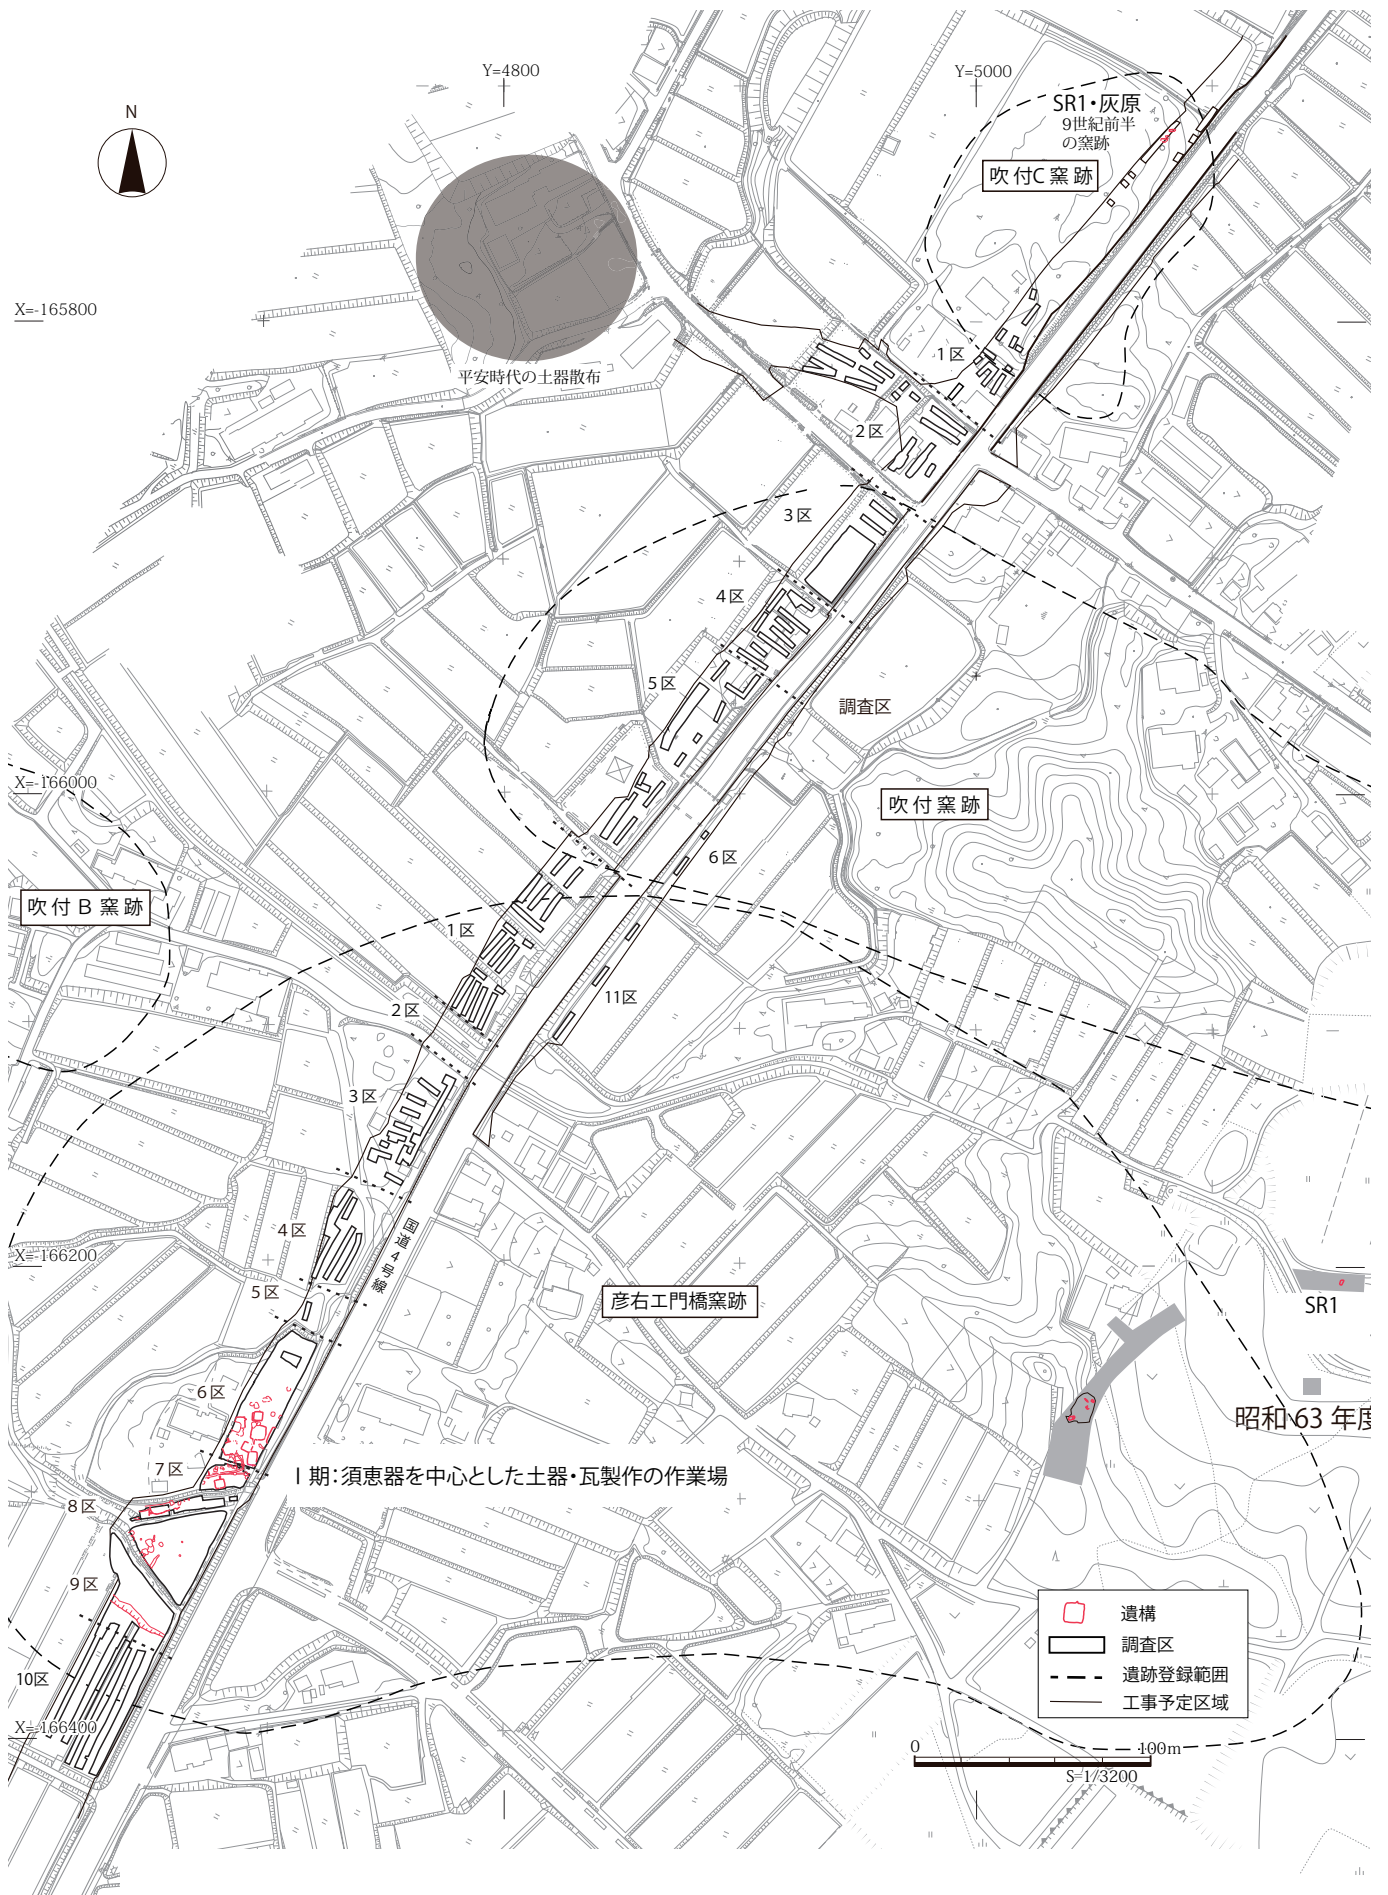 Y=4800
Y=5000
N
SR1・灰原
9世紀前半
の窯跡
吹付C窯跡
X=-165800
平安時代の土器散布
1区
2区
3区
4区
5区
調査区
X=-166000
吹付窯跡
6区
吹付B窯跡
1区
11区
2区
3区
国道4号線
4区
X=-166200
5区
彦右エ門橋窯跡
SR1
6区
昭和63年度
7区
Ⅰ期：須恵器を中心とした土器・瓦製作の作業場
8区
9区
遺構
調査区
遺跡登録範囲
工事予定区域
10区
X=-166400
0
100m
S=1/3200